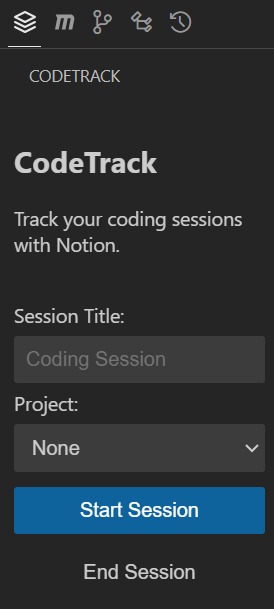 CODETRACK
CodeTrack
Track your coding sessions
with Notion.
Session Title:
Coding Session
Project:
None
Start Session
End Session